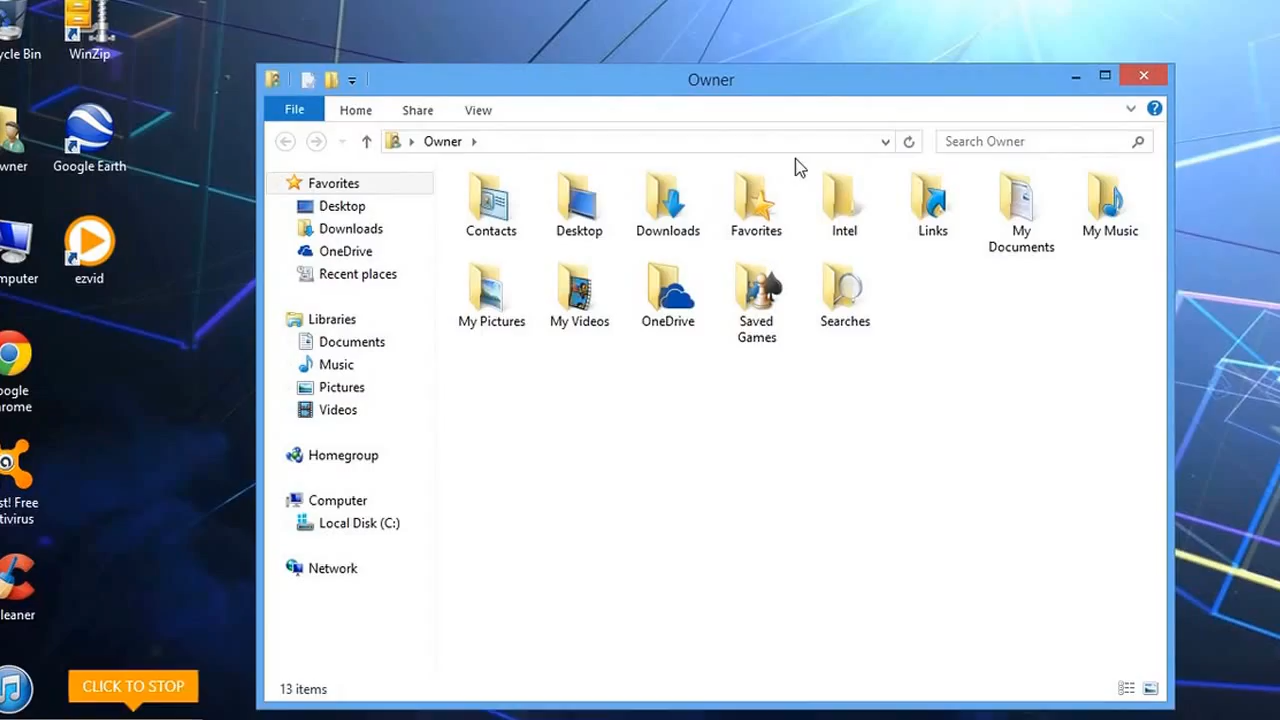 ycle Bin
WinZip
wner
Google Earth
mputer
ezvid
oogle
rome
st! Free
tivirus
leaner
CLICK TO STOP
Owner
File Home Share View
Owner
Search Owner
Favorites
Desktop
Downloads
OneDrive
Recent places
Libraries
Documents
Music
Pictures
Videos
Homegroup
Computer
Local Disk (C:)
Network
Contacts
Desktop
Downloads
Favorites
Intel
Links
My
Documents
My Music
My Pictures
My Videos
OneDrive
Saved
Games
Searches
13 items